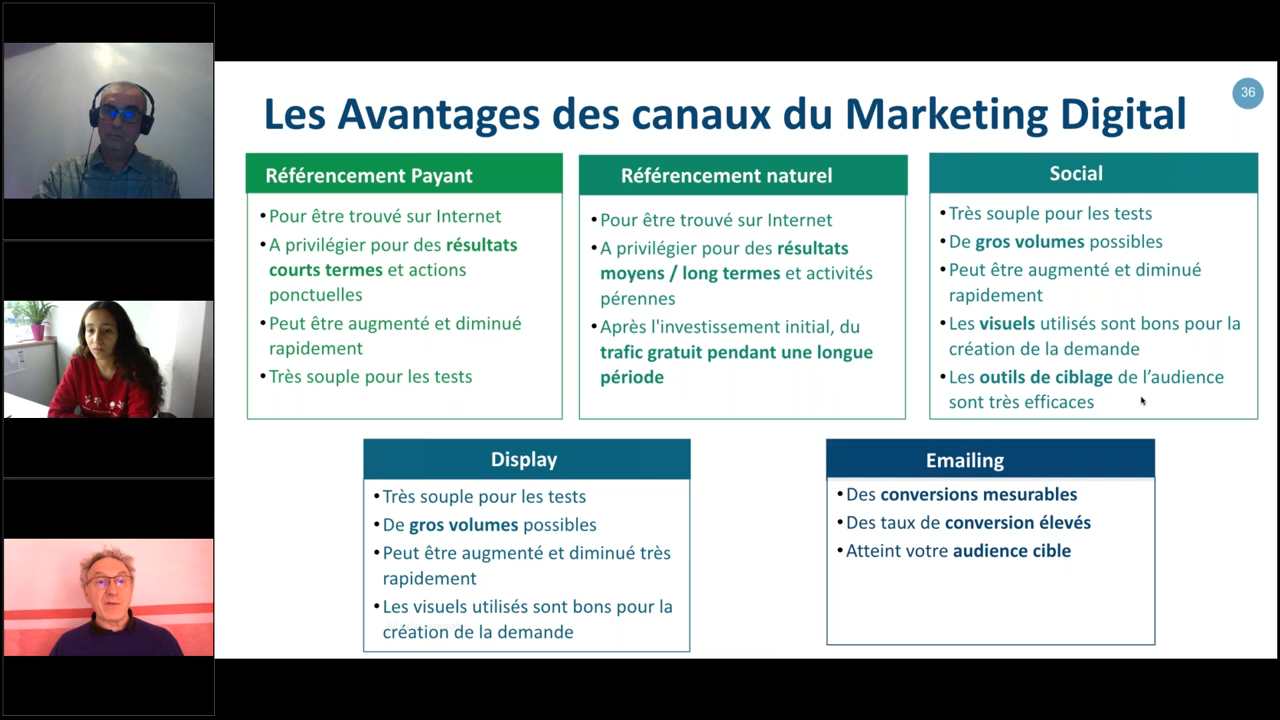 36
Les Avantages des canaux du Marketing Digital
Référencement Payant
•Pour être trouvé sur Internet
•A privilégier pour des résultats
courts termes et actions
ponctuelles
•Peut être augmenté et diminué
rapidement
•Très souple pour les tests
Référencement naturel
•Pour être trouvé sur Internet
•A privilégier pour des résultats
moyens / long termes et activités
pérennes
•Après l'investissement initial, du
trafic gratuit pendant une longue
période
Social
•Très souple pour les tests
•De gros volumes possibles
•Peut être augmenté et diminué
rapidement
•Les visuels utilisés sont bons pour la
création de la demande
•Les outils de ciblage de l’audience
sont très efficaces
Display
•Très souple pour les tests
•De gros volumes possibles
•Peut être augmenté et diminué très
rapidement
•Les visuels utilisés sont bons pour la
création de la demande
Emailing
•Des conversions mesurables
•Des taux de conversion élevés
•Atteint votre audience cible